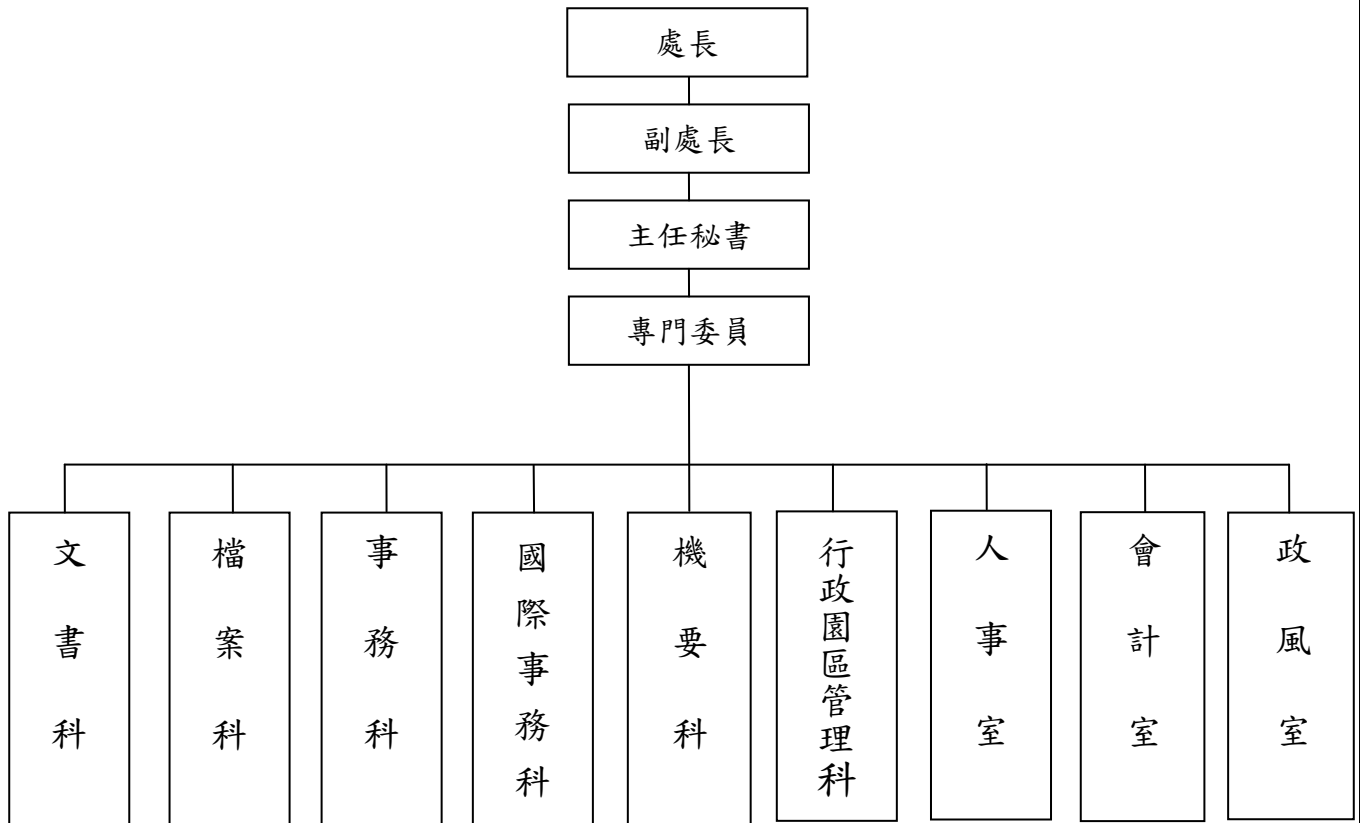 處長
副處長
主任秘書
專門委員
文書科
檔案科
事務科
國際事務科
機要科
行政園區管理科
人事室
會計室
政風室